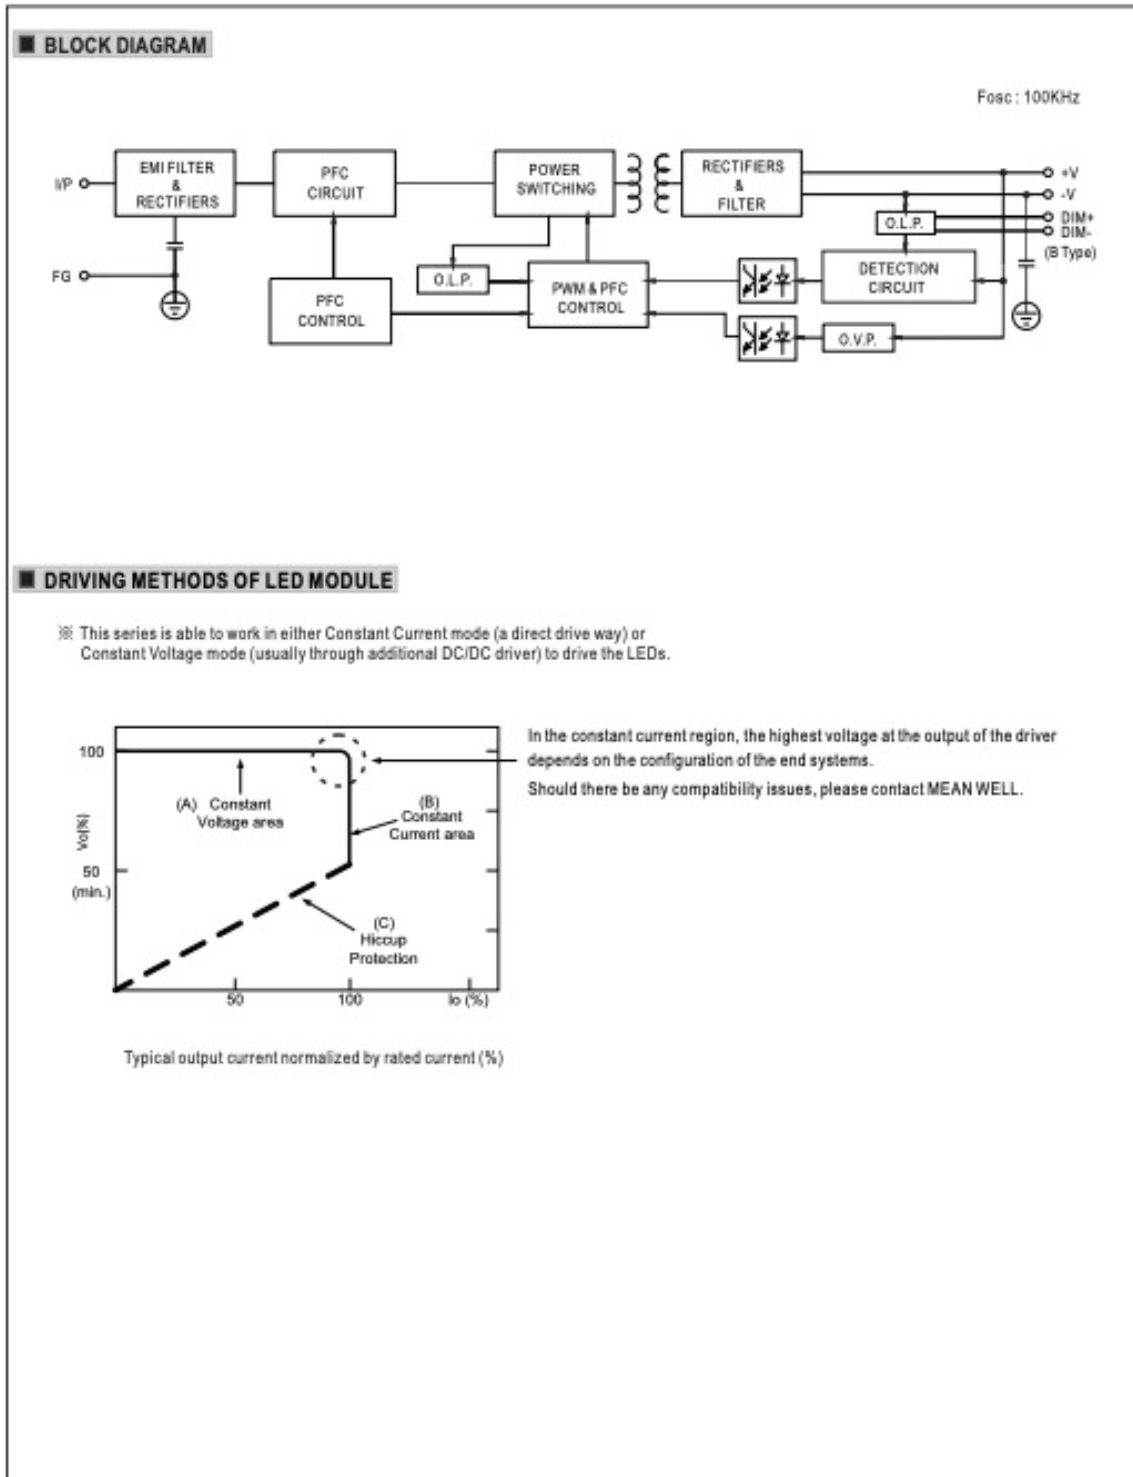 ■ BLOCK DIAGRAM
Fosc : 100KHz
I/P
EMI FILTER
&
RECTIFIERS
PFC
CIRCUIT
POWER
SWITCHING
RECTIFIERS
&
FILTER
+V
-V
DIM+
DIM-
(B Type)
O.L.P.
FG
O.L.P.
PFC
CONTROL
PWM & PFC
CONTROL
DETECTION
CIRCUIT
O.V.P.
■ DRIVING METHODS OF LED MODULE
※ This series is able to work in either Constant Current mode (a direct drive way) or
Constant Voltage mode (usually through additional DC/DC driver) to drive the LEDs.
100
50
(min.)
Vo(%)
(A) Constant
Voltage area
(B)
Constant
Current area
(C)
Hiccup
Protection
50
100
Io (%)
In the constant current region, the highest voltage at the output of the driver
depends on the configuration of the end systems.
Should there be any compatibility issues, please contact MEAN WELL.
Typical output current normalized by rated current (%)